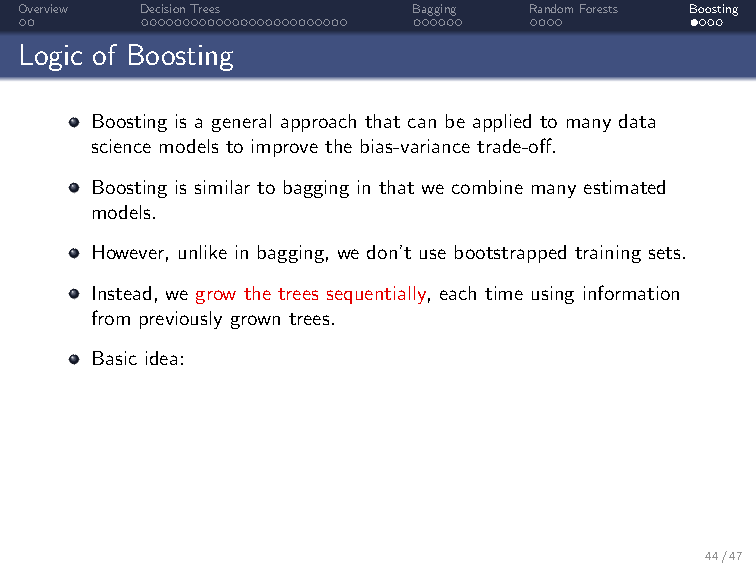 Overview Decision Trees Bagging Random Forests Boosting
Logic of Boosting
Boosting is a general approach that can be applied to many data
science models to improve the bias-variance trade-off.
Boosting is similar to bagging in that we combine many estimated
models.
However, unlike in bagging, we don't use bootstrapped training sets.
Instead, we grow the trees sequentially, each time using information
from previously grown trees.
Basic idea:
44 / 47